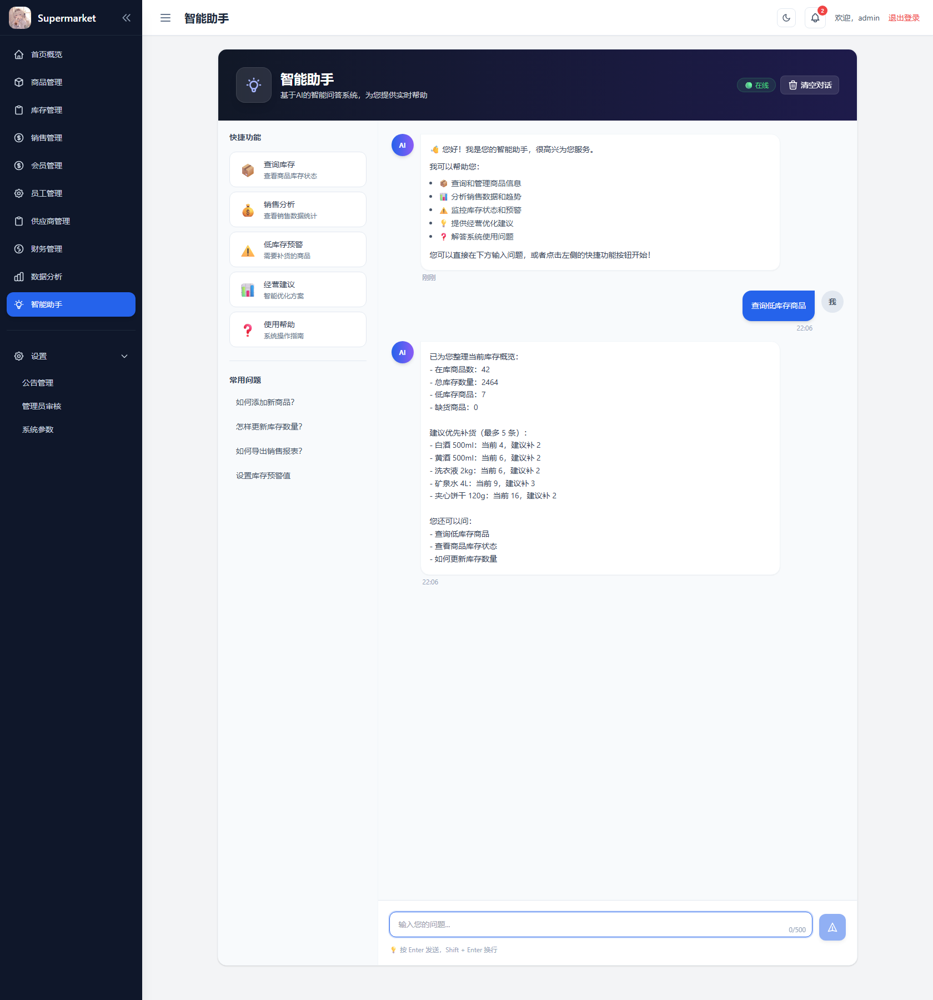 Supermarket
首页概览
商品管理
库存管理
销售管理
会员管理
员工管理
供应商管理
财务管理
数据分析
智能助手
设置
公告管理
管理员审核
系统参数
智能助手
2
欢迎，admin
退出登录
智能助手
基于AI的智能问答系统，为您提供实时帮助
在线
清空对话
快捷功能
查询库存
查看商品库存状态
销售分析
查看销售数据统计
低库存预警
需要补货的商品
经营建议
智能优化方案
使用帮助
系统操作指南
常用问题
如何添加新商品?
怎样更新库存数量?
如何导出销售报表?
设置库存预警值
AI
👋 您好！我是您的智能助手，很高兴为您服务。
我可以帮助您：
• 📦 查询和管理商品信息
• 📊 分析销售数据和趋势
• ⚠️ 监控库存状态和预警
• 💡 提供经营优化建议
• ❓ 解答系统使用问题
您可以直接在下方输入问题，或者点击左侧的快捷功能按钮开始！
刚刚
查询低库存商品
我
22:06
AI
已为您整理当前库存概览：
- 在库商品数：42
- 总库存数量：2464
- 低库存商品：7
- 缺货商品：0
建议优先补货（最多 5 条）：
- 白酒 500ml：当前 4，建议补 2
- 黄酒 500ml：当前 6，建议补 2
- 洗衣液 2kg：当前 6，建议补 2
- 矿泉水 4L：当前 9，建议补 3
- 夹心饼干 120g：当前 16，建议补 2
您还可以问：
- 查询低库存商品
- 查看商品库存状态
- 如何更新库存数量
22:06
输入您的问题...
0/500
💡 按 Enter 发送，Shift + Enter 换行